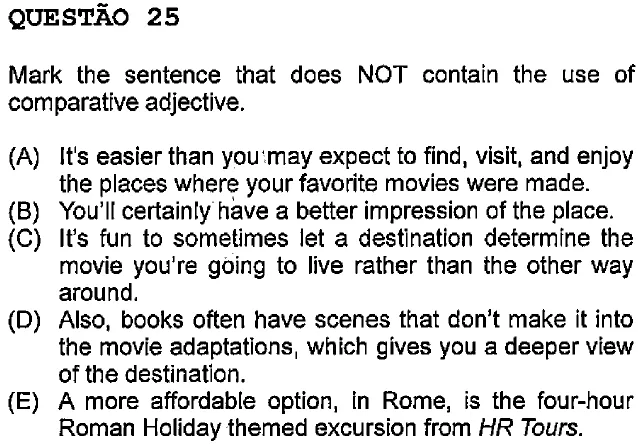 QUESTÃO 25
Mark the sentence that does NOT contain the use of
comparative adjective.
(A) It's easier than you may expect to find, visit, and enjoy
the places where your favorite movies were made.
(B) You'll certainly have a better impression of the place.
(C) It's fun to sometimes let a destination determine the
movie you're going to live rather than the other way
around.
(D) Also, books often have scenes that don't make it into
the movie adaptations, which gives you a deeper view
of the destination.
(E) A more affordable option, in Rome, is the four-hour
Roman Holiday themed excursion from HR Tours.